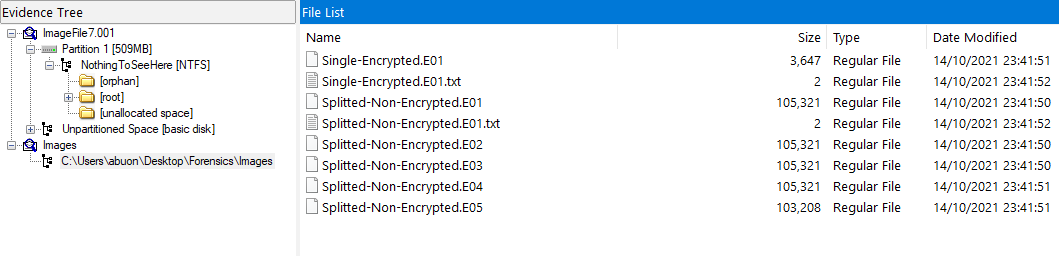 Evidence Tree
ImageFile7.001
Partition 1 [509MB]
NothingToSeeHere [NTFS]
[orphan]
[root]
[unallocated space]
Unpartitioned Space [basic disk]
Images
C:\Users\abuon\Desktop\Forensics\Images
File List
Name Size Type Date Modified
Single-Encrypted.E01 3,647 Regular File 14/10/2021 23:41:51
Single-Encrypted.E01.txt 2 Regular File 14/10/2021 23:41:52
Splitted-Non-Encrypted.E01 105,321 Regular File 14/10/2021 23:41:50
Splitted-Non-Encrypted.E01.txt 2 Regular File 14/10/2021 23:41:52
Splitted-Non-Encrypted.E02 105,321 Regular File 14/10/2021 23:41:50
Splitted-Non-Encrypted.E03 105,321 Regular File 14/10/2021 23:41:50
Splitted-Non-Encrypted.E04 105,321 Regular File 14/10/2021 23:41:51
Splitted-Non-Encrypted.E05 103,208 Regular File 14/10/2021 23:41:51